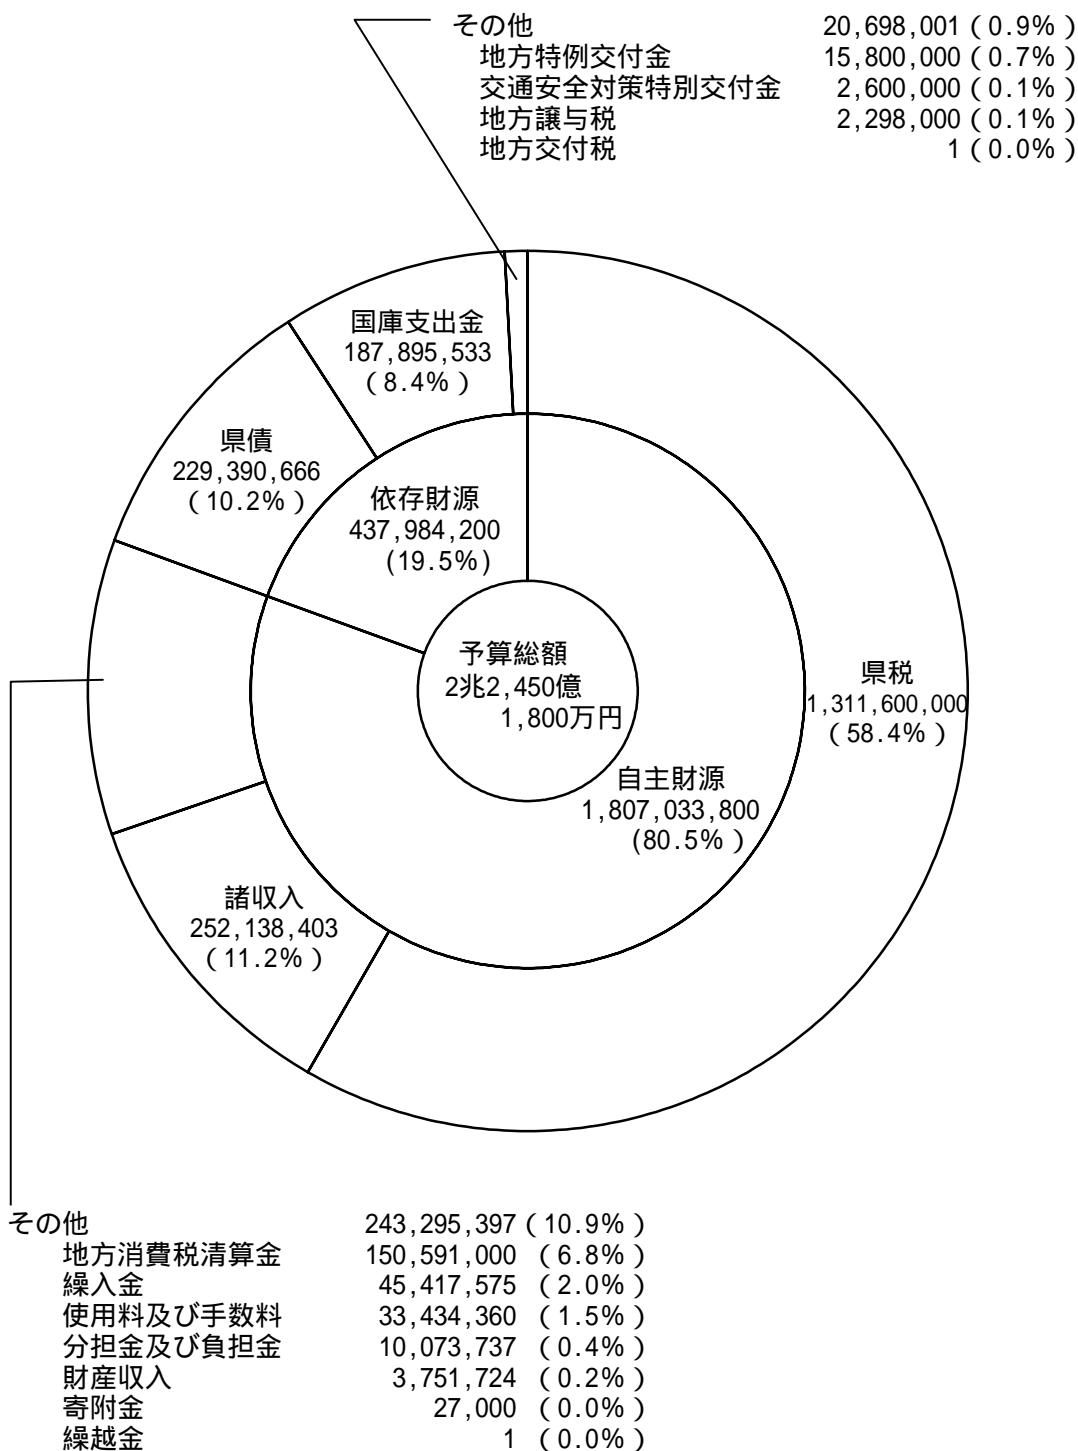 その他 20,698,001（0.9%）
地方特例交付金 15,800,000（0.7%）
交通安全対策特別交付金 2,600,000（0.1%）
地方譲与税 2,298,000（0.1%）
地方交付税 1（0.0%）
国庫支出金
187,895,533
（8.4%）
県債
229,390,666
（10.2%）
依存財源
437,984,200
(19.5%)
予算総額
2兆2,450億
1,800万円
県税
1,311,600,000
（58.4%）
自主財源
1,807,033,800
(80.5%）
諸収入
252,138,403
（11.2%）
その他 243,295,397（10.9%）
地方消費税清算金 150,591,000 （6.8%）
繰入金 45,417,575 （2.0%）
使用料及び手数料 33,434,360 （1.5%）
分担金及び負担金 10,073,737 （0.4%）
財産収入 3,751,724 （0.2%）
寄附金 27,000 （0.0%）
繰越金 1 （0.0%）